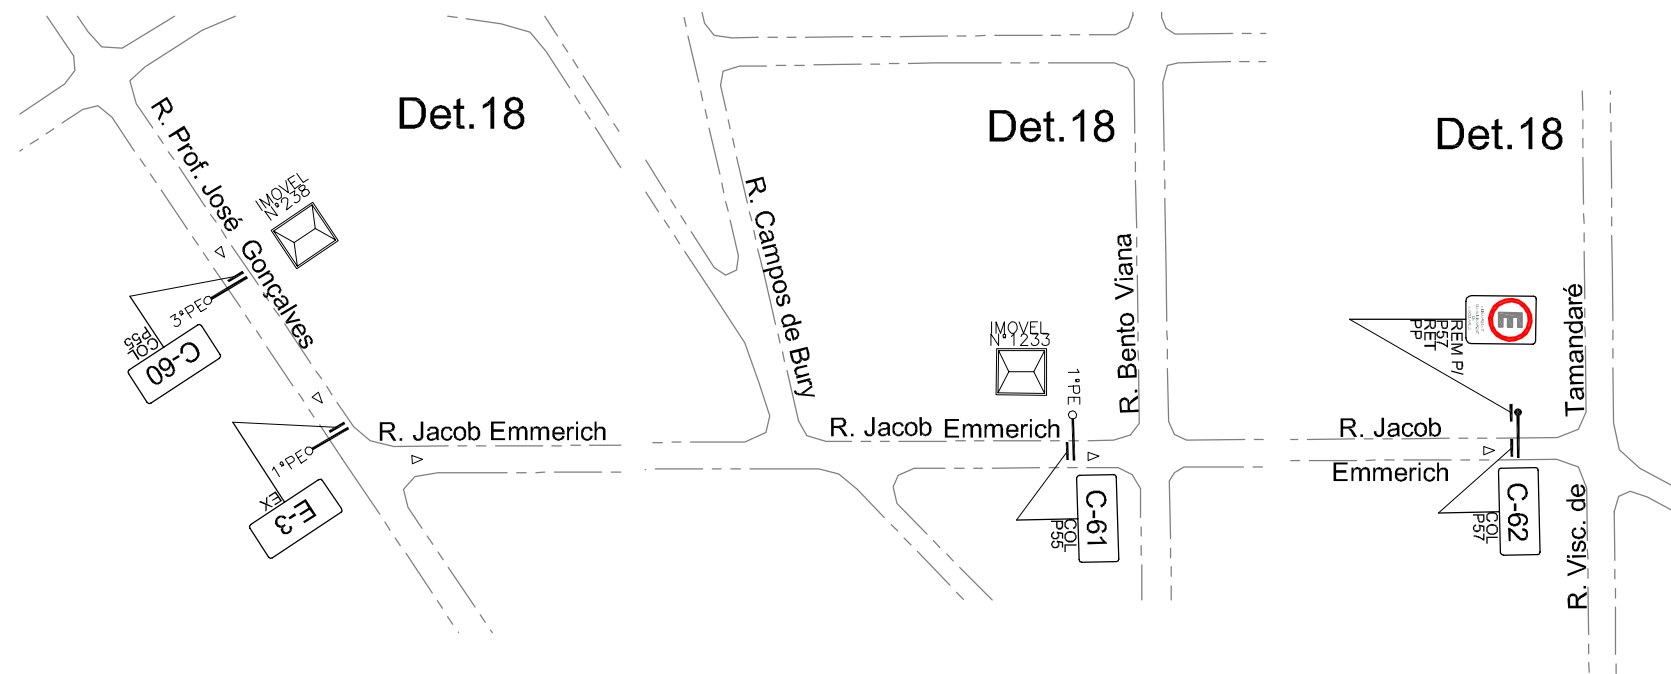 Det.18
R. Prof. José Gonçalves
IMOVEL
N°238
3°PE
COL
P55
C-60
1°PE
EX
E-3
R. Jacob Emmerich
R. Campos de Bury
Det.18
IMOVEL
N°1233
1°PE
R. Bento Viana
R. Jacob Emmerich
COL
P55
C-61
Det.18
E
REM P/
P57
RET
PP
R. Jacob
Emmerich
COL
P57
C-62
R. Visc. de Tamandaré